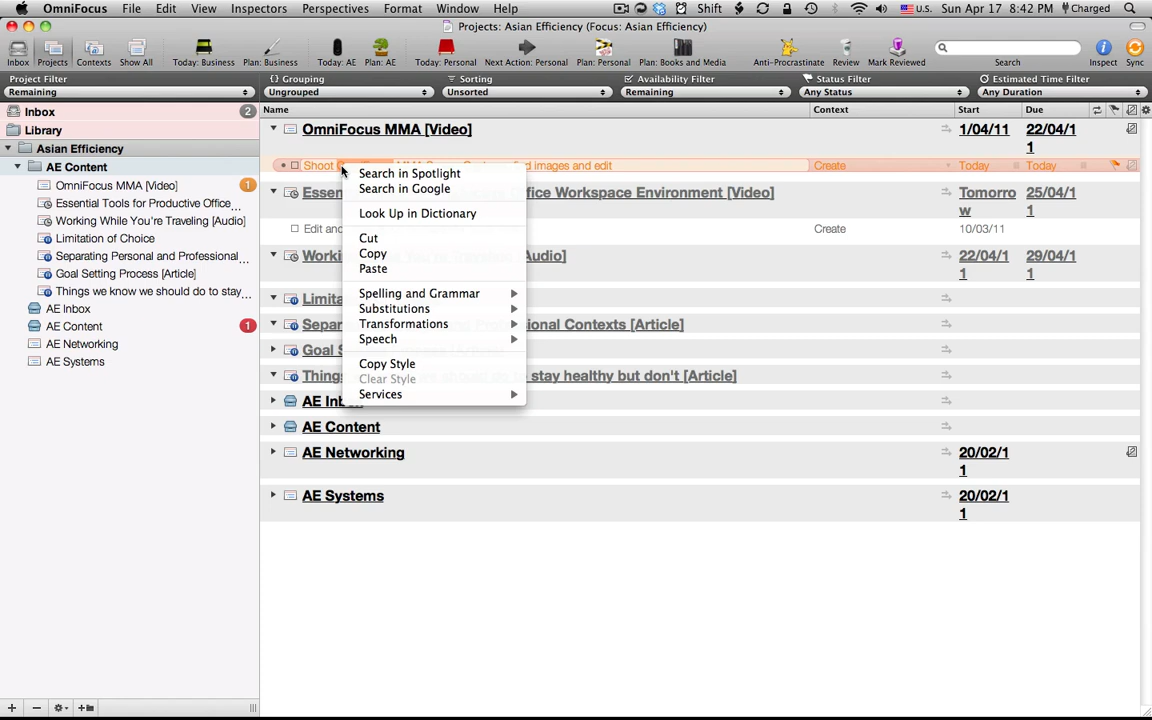 OmniFocus File Edit View Inspectors Perspectives Format Window Help Shift U.S. Sun Apr 17 8:42 PM Charged
Projects: Asian Efficiency (Focus: Asian Efficiency)
Inbox Projects Contexts Show All Today: Business Plan: Business Today: AE Plan: AE Today: Personal Next Action: Personal Plan: Personal Plan: Books and Media Anti-Procrastinate Review Mark Reviewed Search Inspect Sync
Project Filter Grouping Sorting Availability Filter Status Filter Estimated Time Filter
Remaining Ungrouped Unsorted Remaining Any Status Any Duration
Name Context Start Due
Inbox 2
Library
Asian Efficiency
AE Content
OmniFocus MMA [Video] 1
Essential Tools for Productive Office...
Working While You're Traveling [Audio]
Limitation of Choice
Separating Personal and Professional...
Goal Setting Process [Article]
Things we know we should do to stay...
AE Inbox
AE Content 1
AE Networking
AE Systems
OmniFocus MMA [Video] 1/04/11 22/04/1
1
Shoot images and edit Create Today Today
Essen Office Workspace Environment [Video] Tomorro
w 25/04/1
1
Edit and Create 10/03/11
Worki Audio] 22/04/1
1 29/04/1
1
Limita
Separ ional Contexts [Article]
Goal S
Things stay healthy but don't [Article]
AE Inb
AE Content
AE Networking 20/02/1
1
AE Systems 20/02/1
1
Search in Spotlight
Search in Google
Look Up in Dictionary
Cut
Copy
Paste
Spelling and Grammar
Substitutions
Transformations
Speech
Copy Style
Clear Style
Services